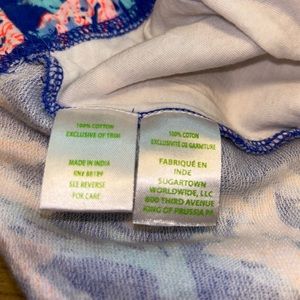 100% COTTON
EXCLUSIVE OF TRIM
MADE IN INDIA
RN# 88189
SEE REVERSE
FOR CARE
100% COTTON
EXCLUSIVITÉ DE GARNITURE
FABRIQUÉ EN
INDE
SUGARTOWN
WORLDWIDE, LLC
800 THIRD AVENUE
KING OF PRUSSIA PA